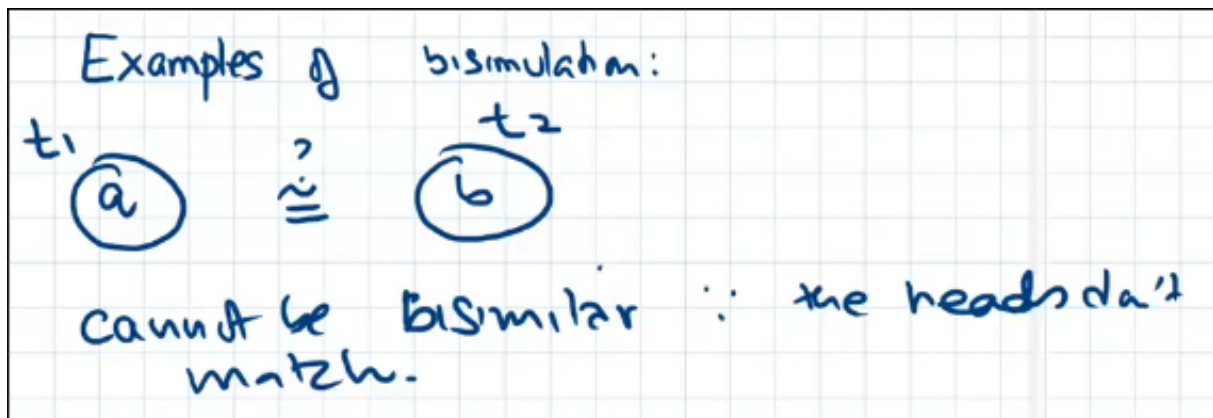 Examples of bisimulation:
t1 t2
a ≅? b
cannot be bisimilar ∵ the heads don't
match.